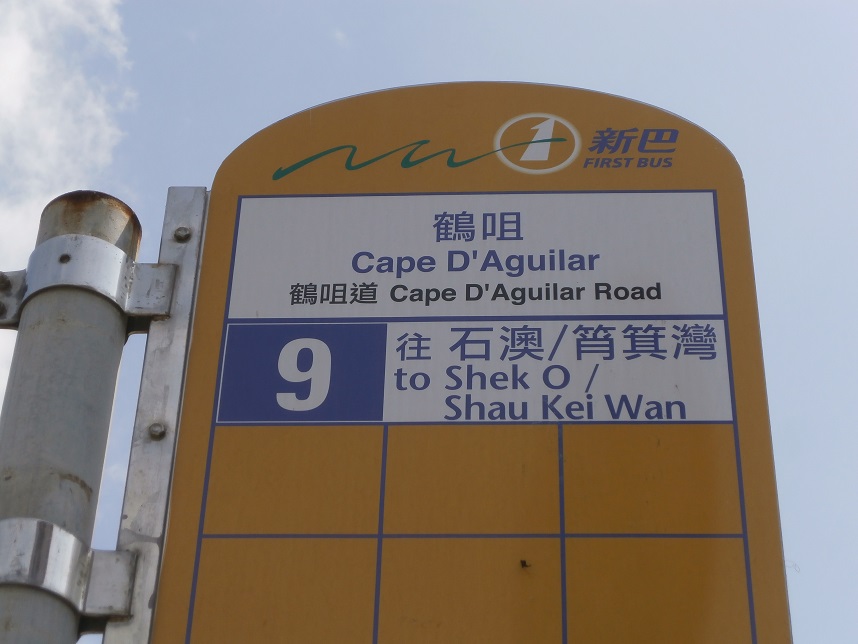 1 新巴
FIRST BUS
鶴咀
Cape D'Aguilar
鶴咀道 Cape D'Aguilar Road
9
往 石澳/筲箕灣
to Shek O /
Shau Kei Wan